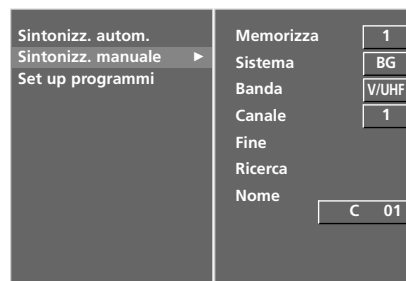 Sintonizz. autom.
Sintonizz. manuale ►
Set up programmi
Memorizza 1
Sistema BG
Banda V/UHF
Canale 1
Fine
Ricerca
Nome
C 01